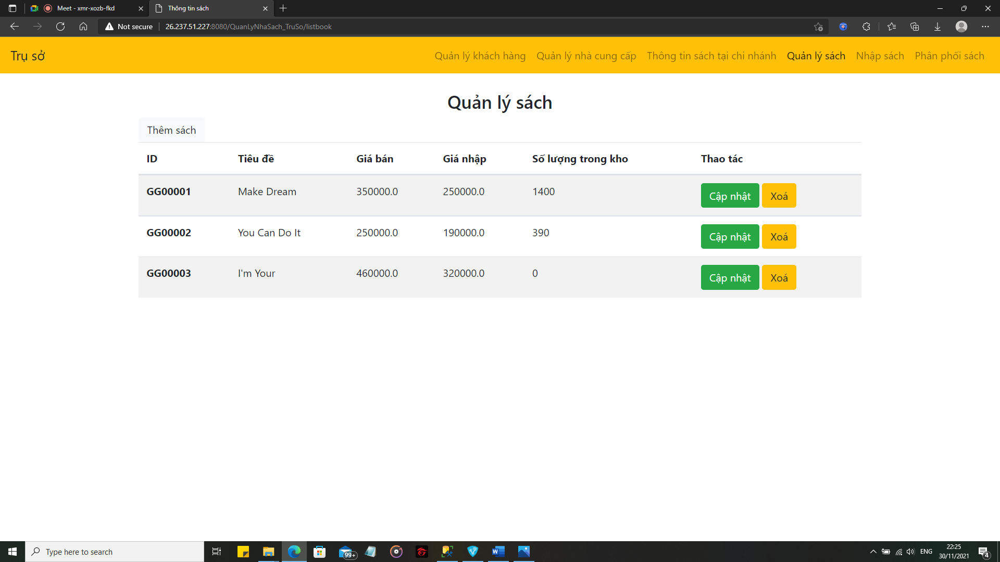 Meet - xmr-xozb-fkd
Thông tin sách
Not secure
26.237.51.227:8080/QuanLyNhaSach_TruSo/listbook
Trụ sở
Quản lý khách hàng Quản lý nhà cung cấp Thông tin sách tại chi nhánh Quản lý sách Nhập sách Phân phối sách
Quản lý sách
Thêm sách
ID Tiêu đề Giá bán Giá nhập Số lượng trong kho Thao tác
GG00001 Make Dream 350000.0 250000.0 1400 Cập nhật Xoá
GG00002 You Can Do It 250000.0 190000.0 390 Cập nhật Xoá
GG00003 I'm Your 460000.0 320000.0 0 Cập nhật Xoá
Type here to search
99+
W
ENG
22:25
30/11/2021
4